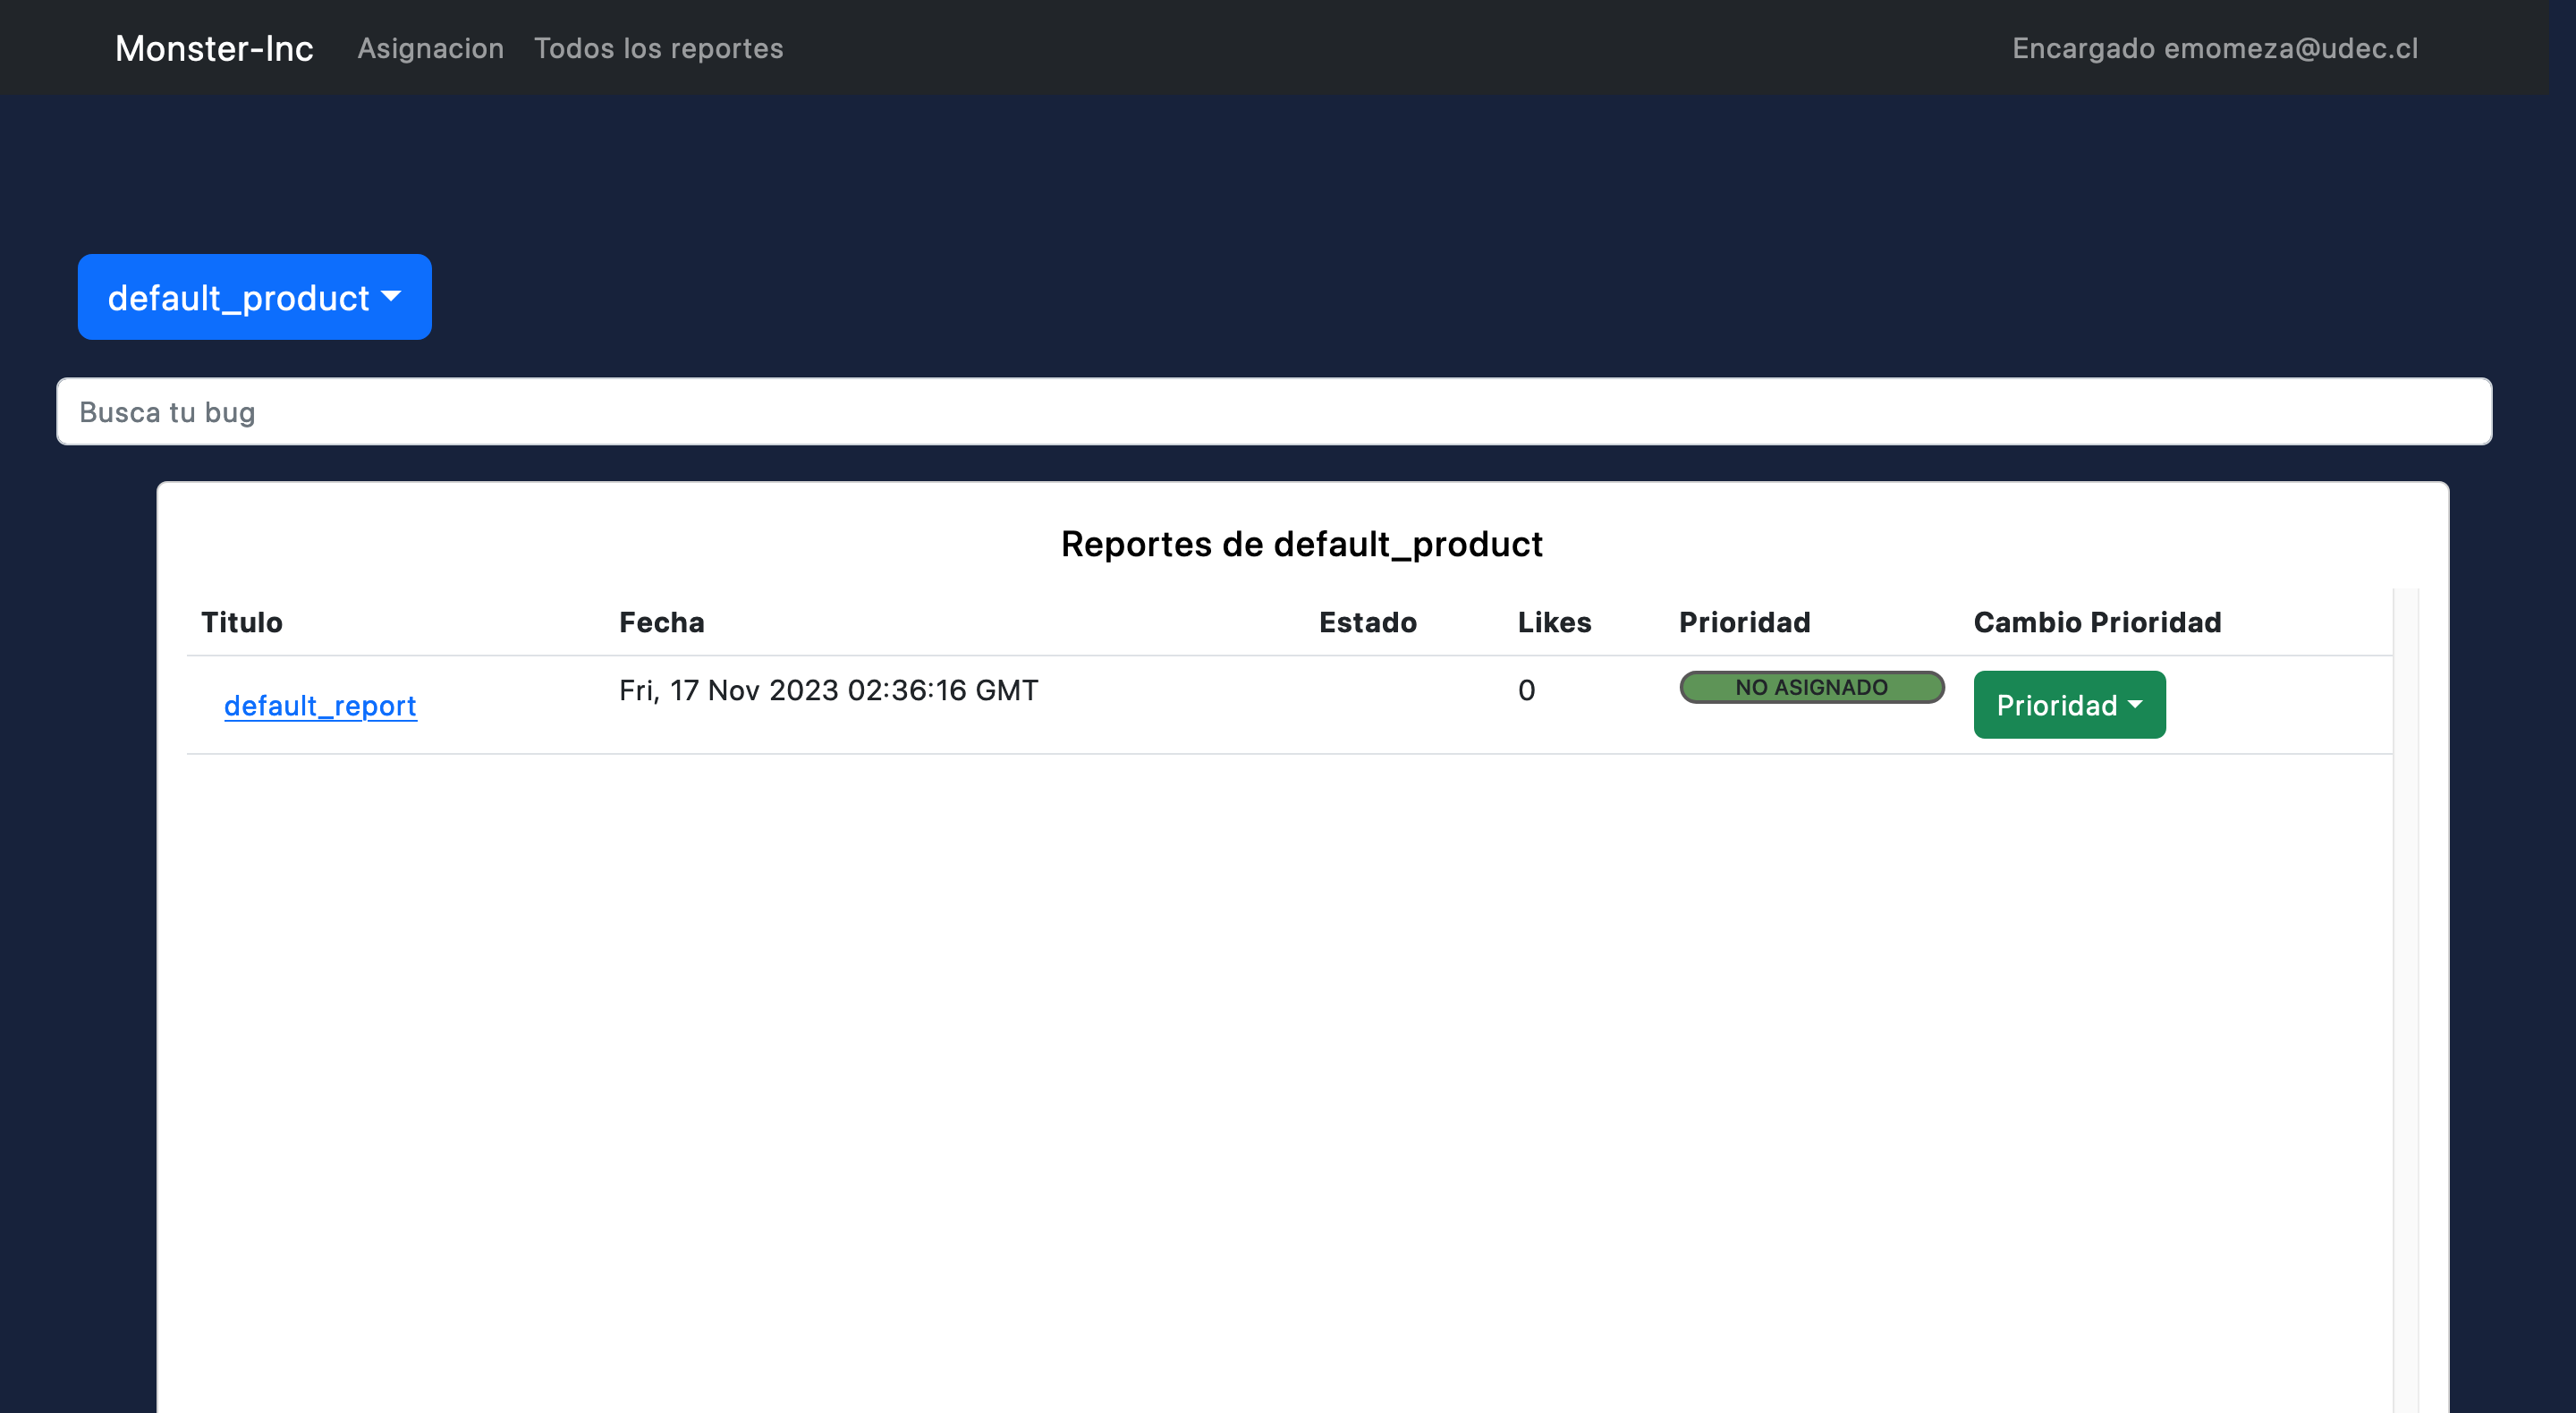 Monster-Inc Asignacion Todos los reportes Encargado emomeza@udec.cl
default_product
Busca tu bug
Reportes de default_product
Titulo Fecha Estado Likes Prioridad Cambio Prioridad
default_report Fri, 17 Nov 2023 02:36:16 GMT 0 NO ASIGNADO Prioridad